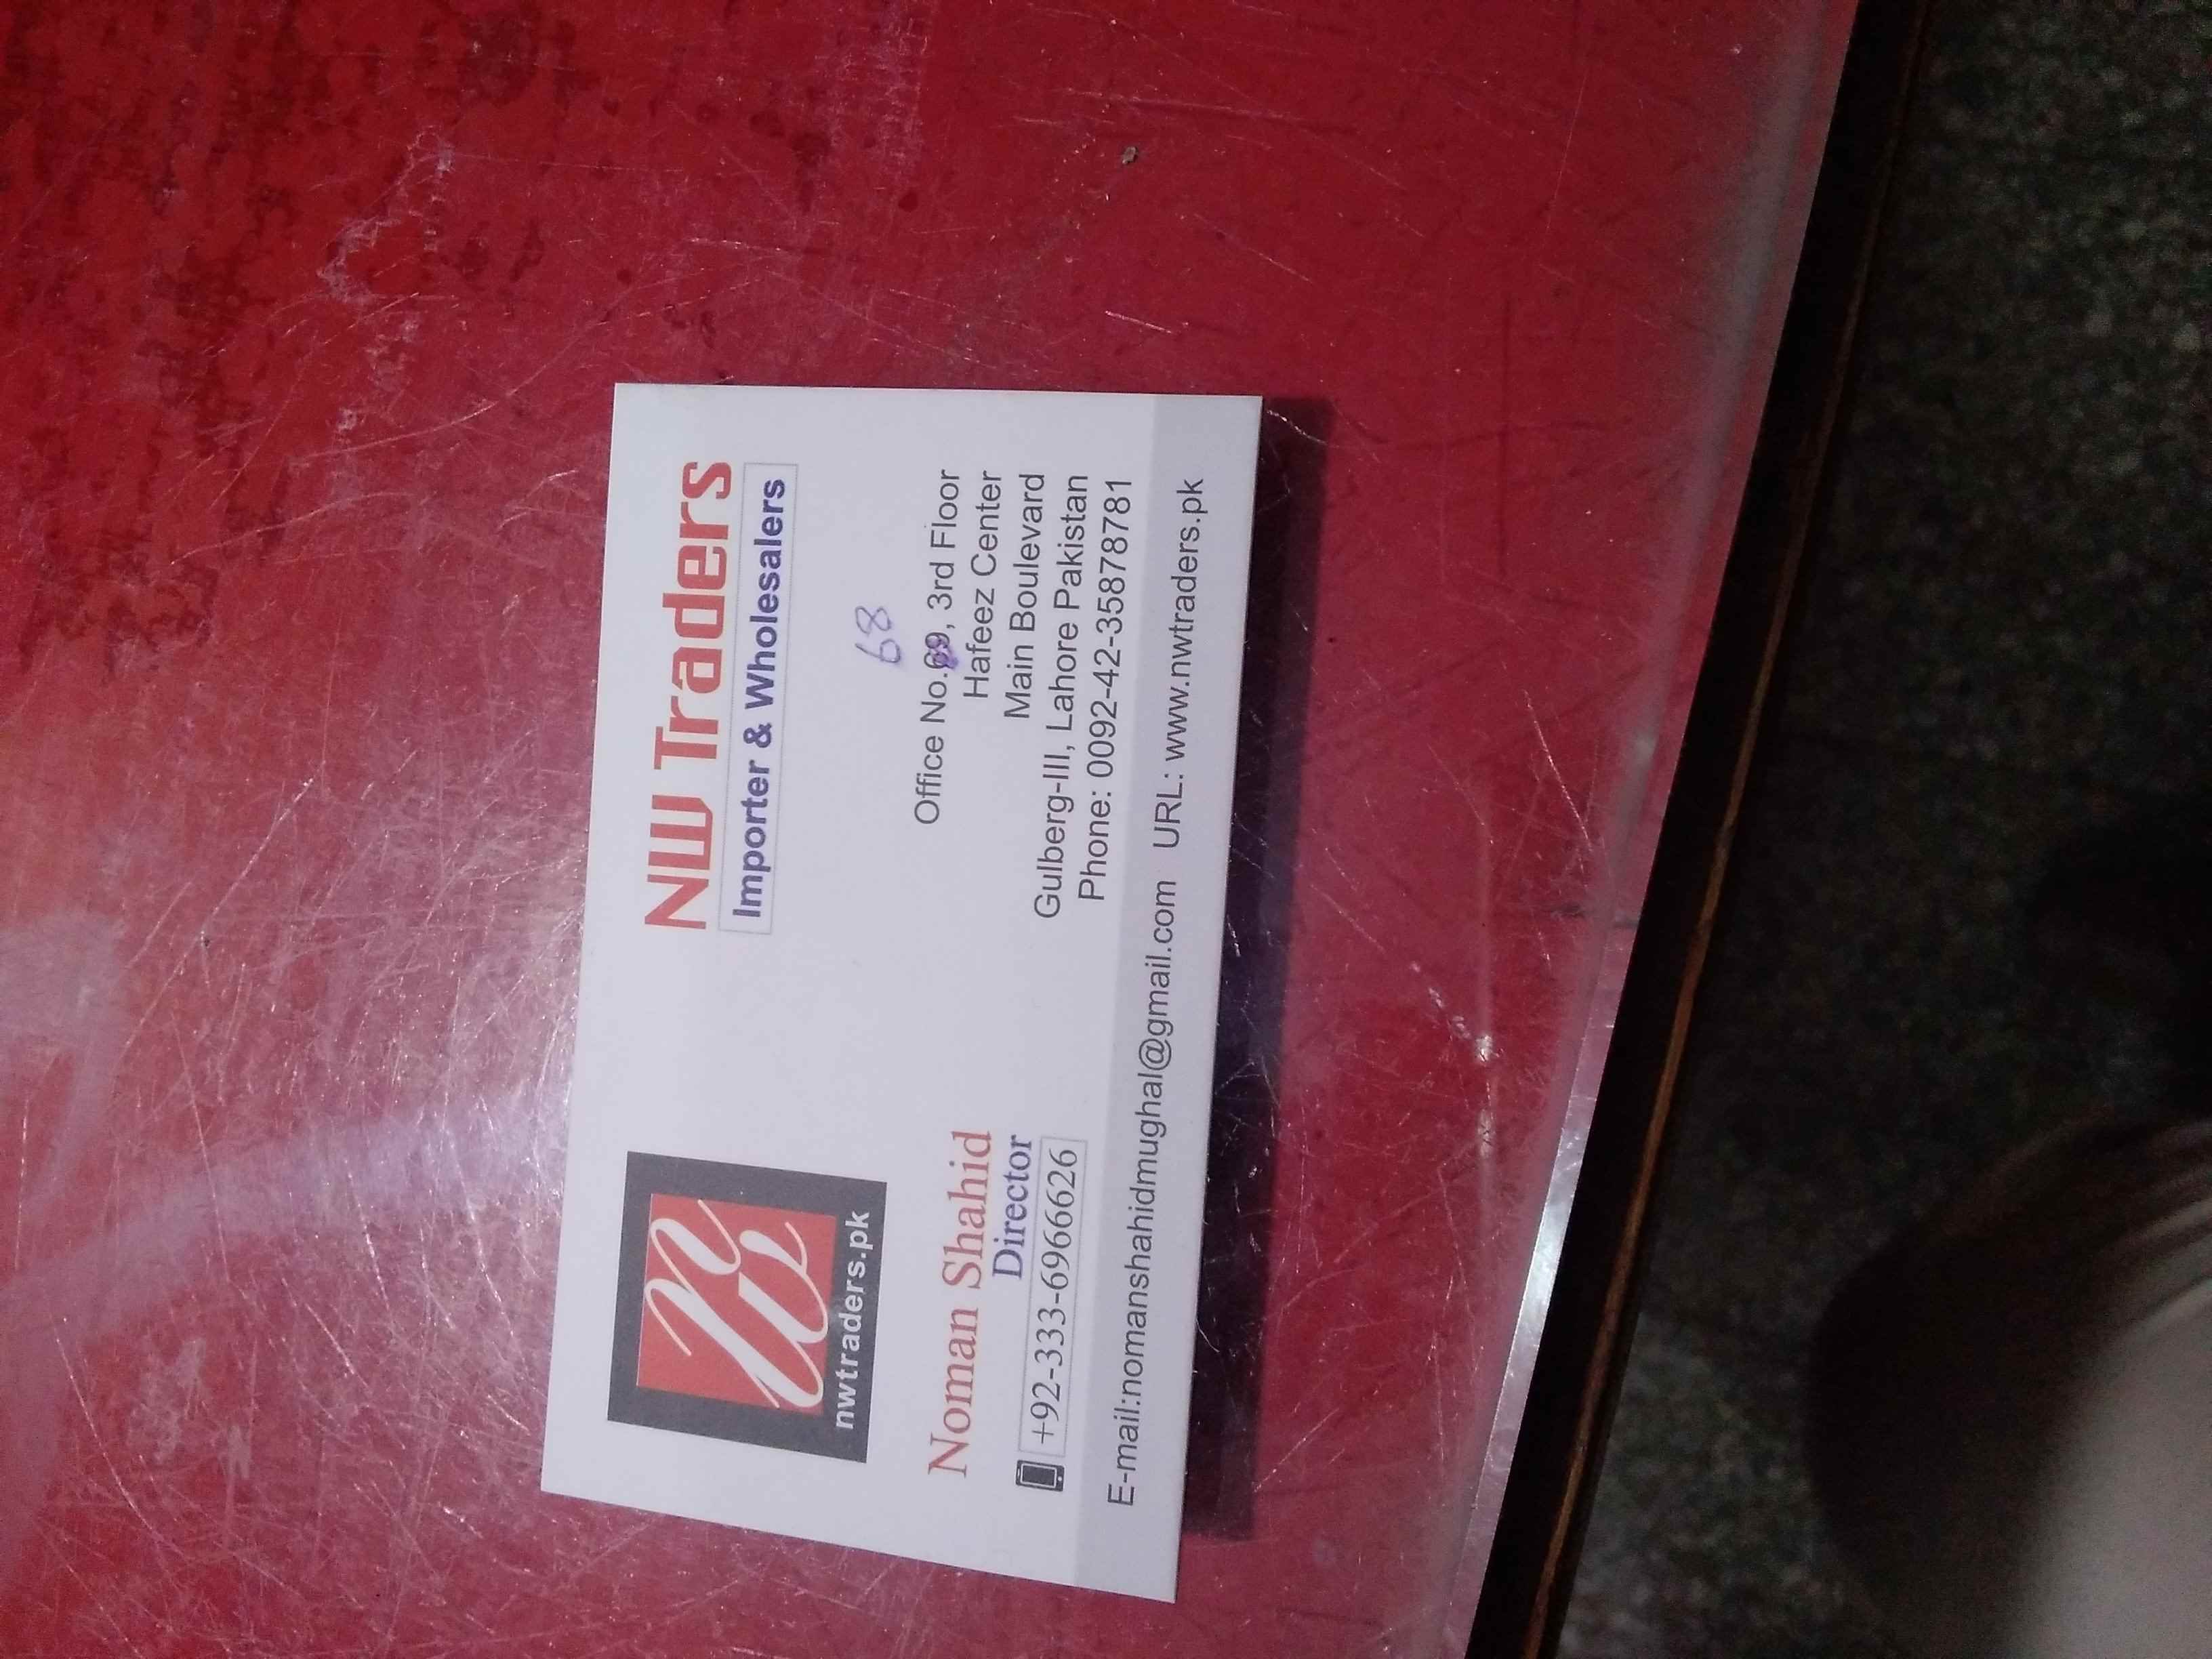 nw
nwtraders.pk
NW Traders
Importer & Wholesalers
Noman Shahid
Director
+92-333-6966626
68
Office No.69, 3rd Floor
Hafeez Center
Main Boulevard
Gulberg-III, Lahore Pakistan
Phone: 0092-42-35878781
E-mail:nomanshahidmughal@gmail.com URL: www.nwtraders.pk